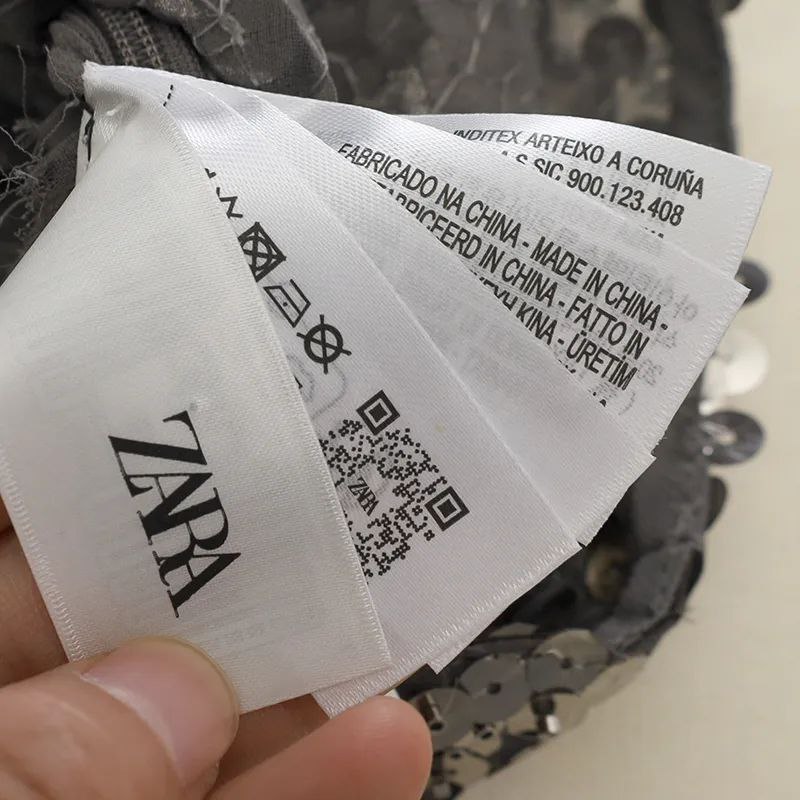 ZARA
ZARA
INDITEX ARTEIXO A CORUÑA
SIC 900.123.408
FABRICADO NA CHINA - MADE IN CHINA -
IN CHINA - FATTO IN
KINA - ÜRETİM